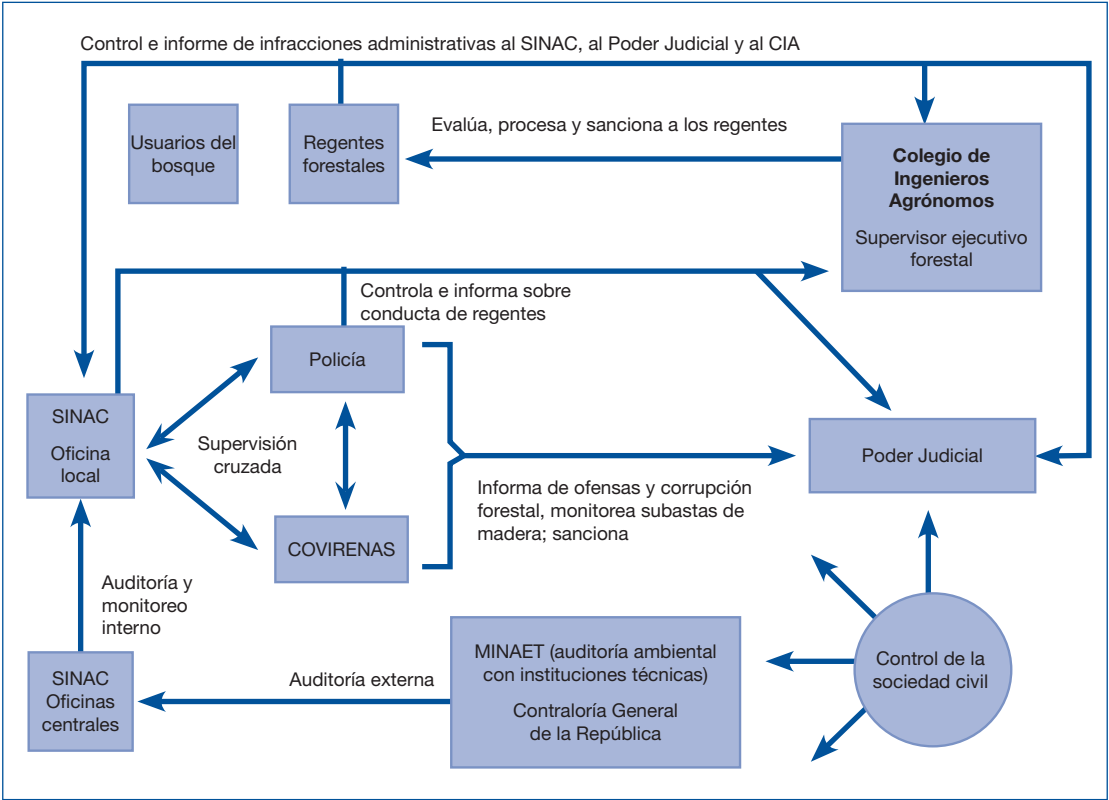 Control e informe de infracciones administrativas al SINAC, al Poder Judicial y al CIA
Usuarios del
bosque
Regentes
forestales
Evalúa, procesa y sanciona a los regentes
Colegio de
Ingenieros
Agrónomos
Supervisor ejecutivo
forestal
Controla e informa sobre
conducta de regentes
Policía
SINAC
Oficina
local
Supervisión
cruzada
COVIRENAS
Informa de ofensas y corrupción
forestal, monitorea subastas de
madera; sanciona
Poder Judicial
Auditoría y
monitoreo
interno
SINAC
Oficinas
centrales
Auditoría externa
MINAET (auditoría ambiental
con instituciones técnicas)
Contraloría General
de la República
Control de la
sociedad civil